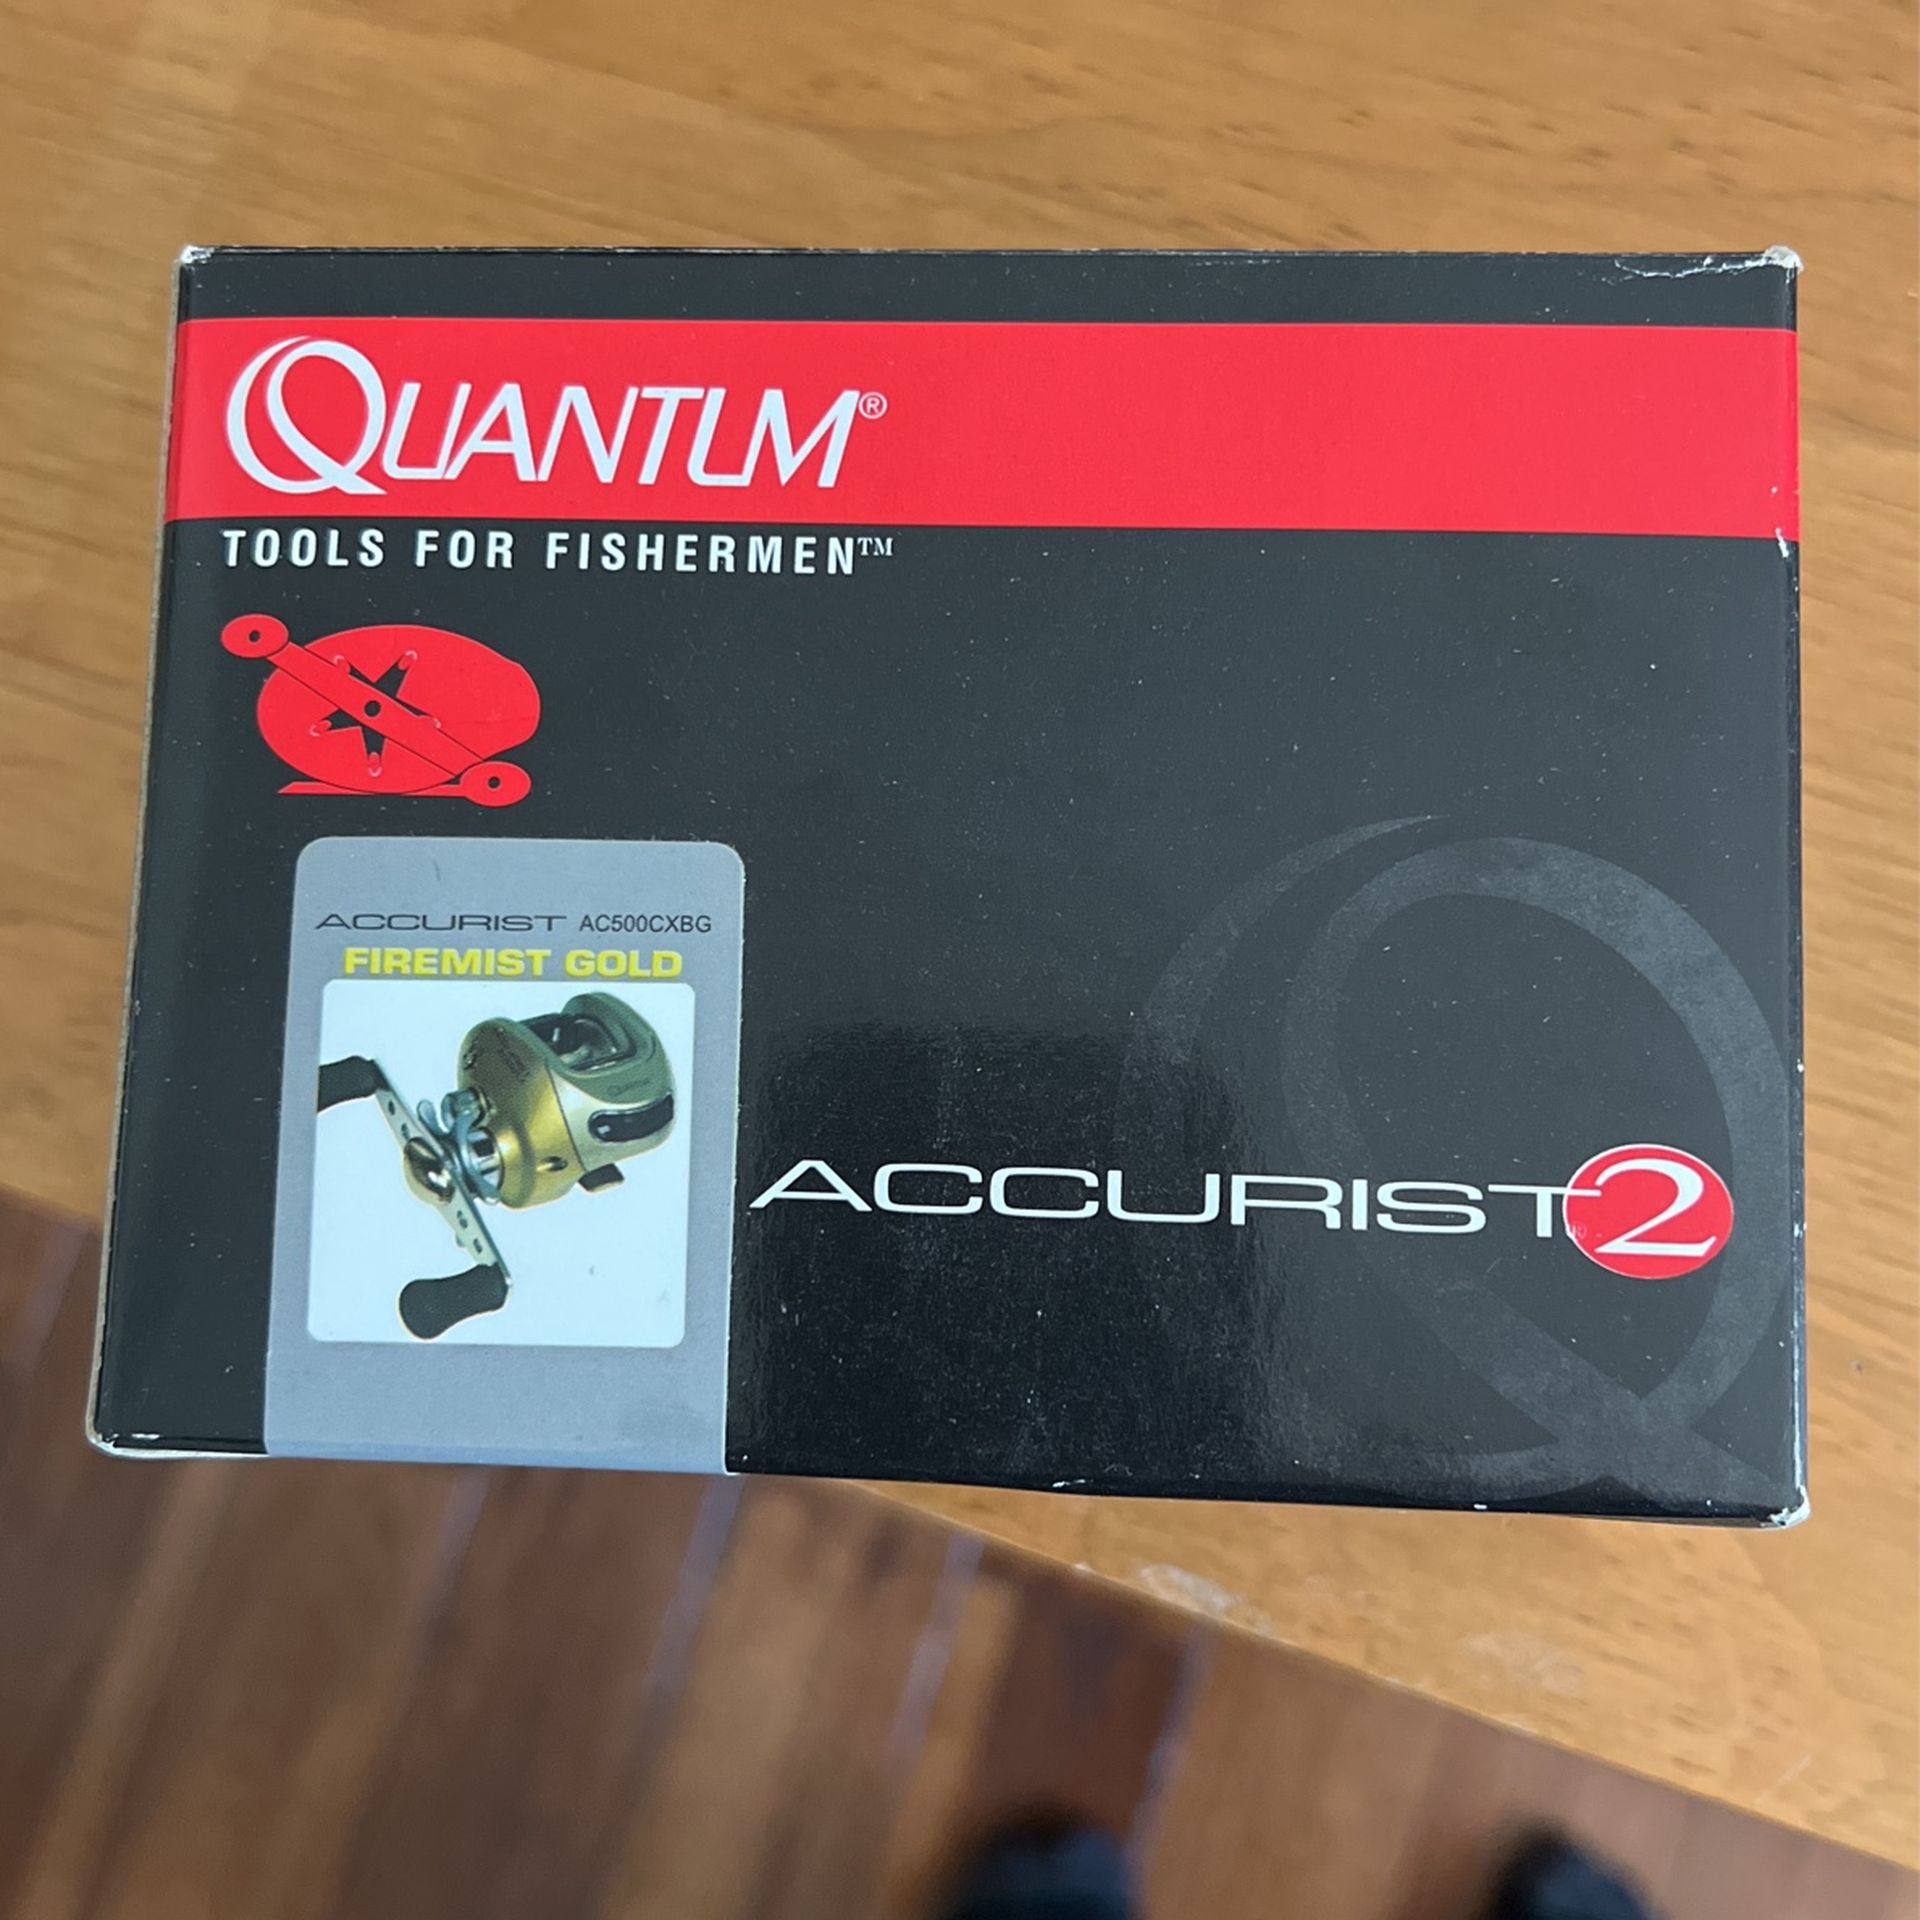 QUANTUM®
TOOLS FOR FISHERMEN™
ACCURIST AC500CXBG
FIREMIST GOLD
ACCURIST 2